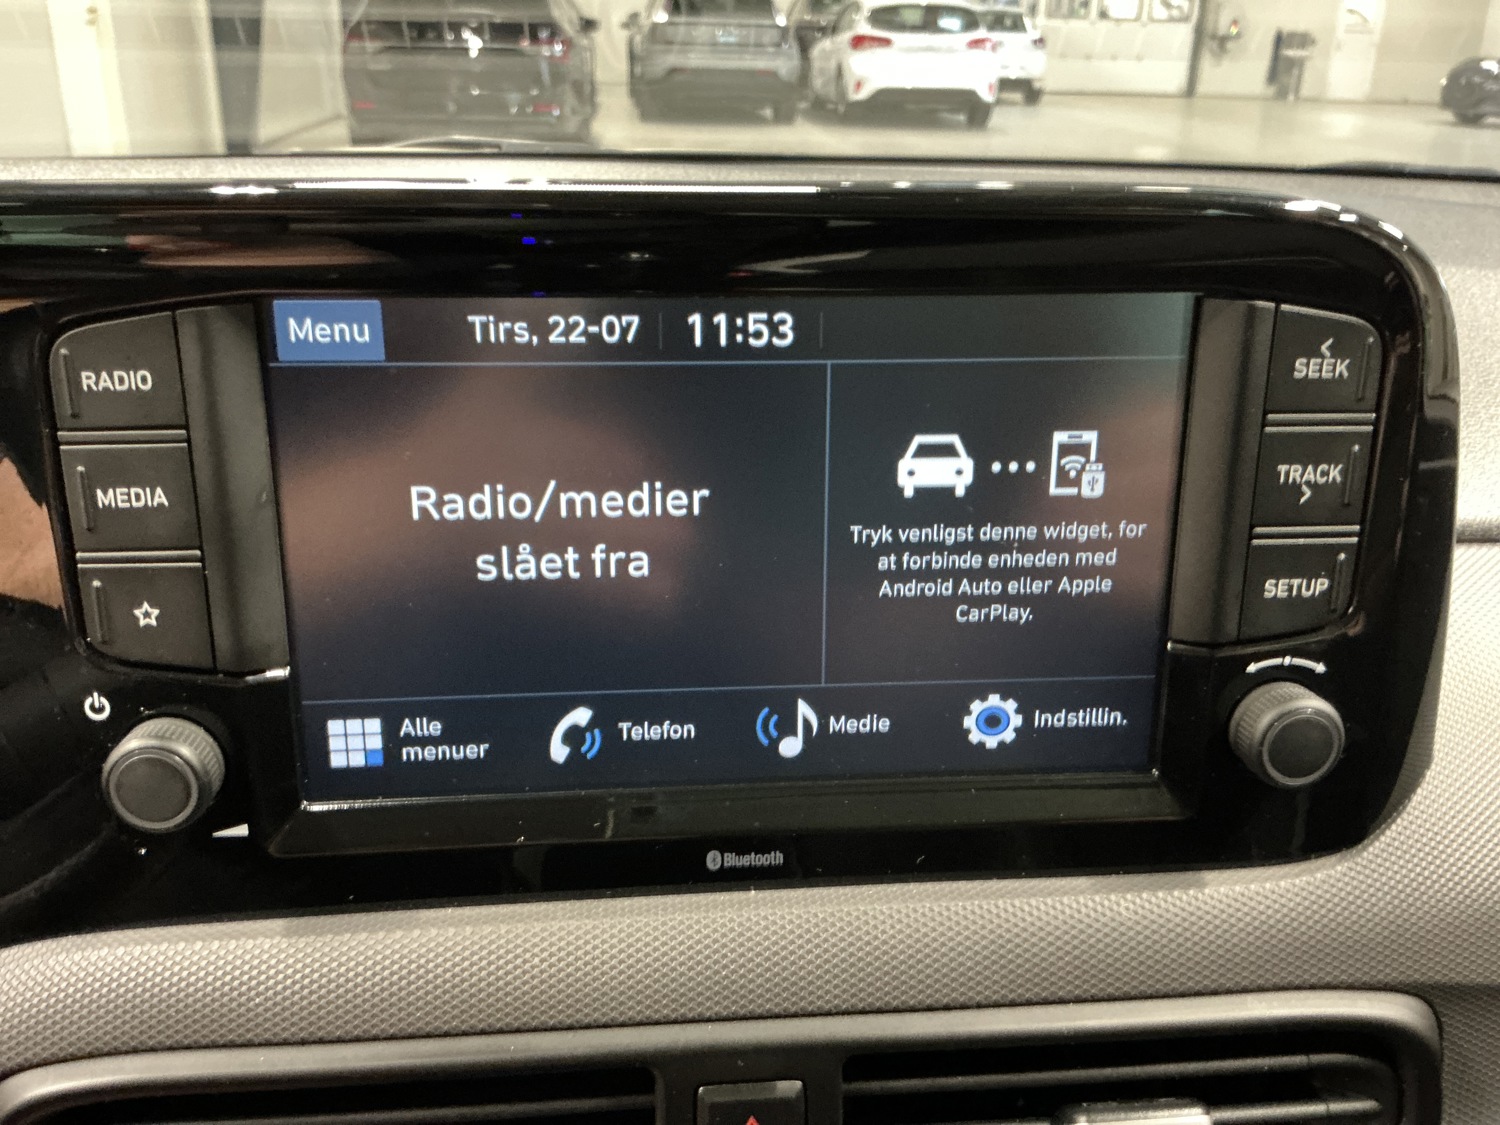 Menu
Tirs, 22-07
11:53
RADIO
MEDIA
Radio/medier
slået fra
Tryk venligst denne widget, for
at forbinde enheden med
Android Auto eller Apple
CarPlay.
Alle
menuer
Telefon
Medie
Indstillin.
SEEK
TRACK
SETUP
Bluetooth